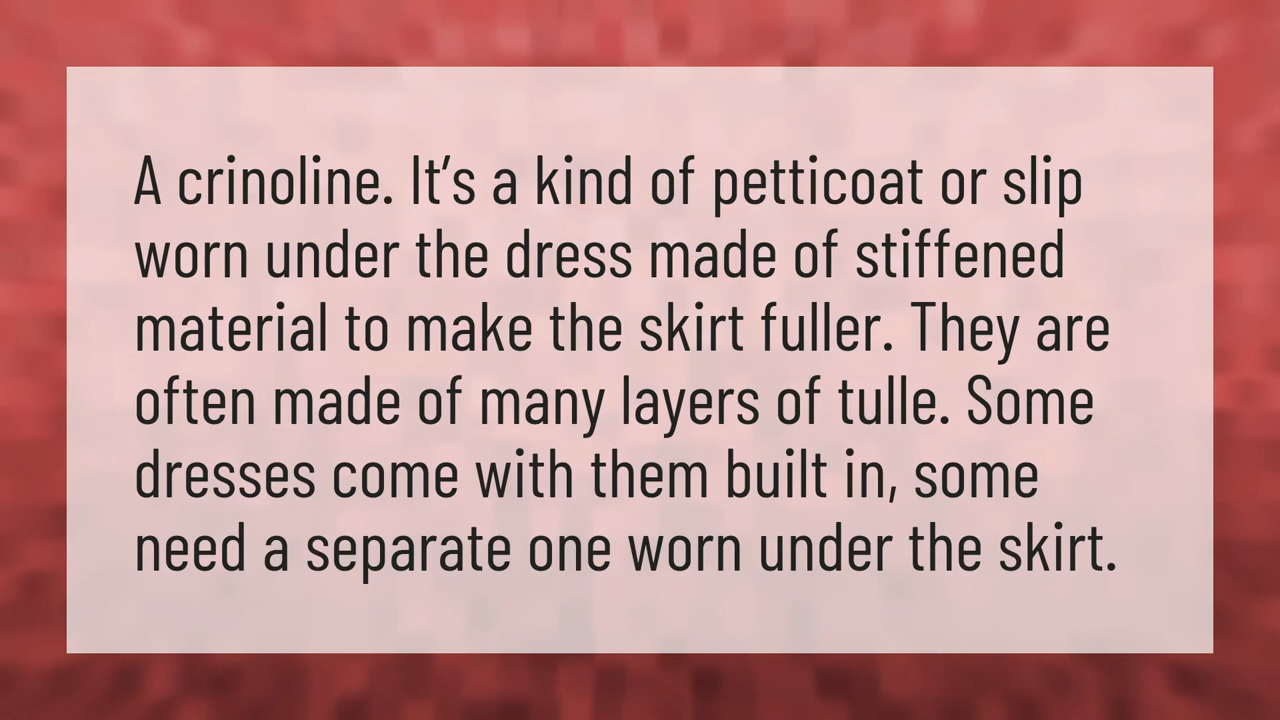 A crinoline. It’s a kind of petticoat or slip
worn under the dress made of stiffened
material to make the skirt fuller. They are
often made of many layers of tulle. Some
dresses come with them built in, some
need a separate one worn under the skirt.